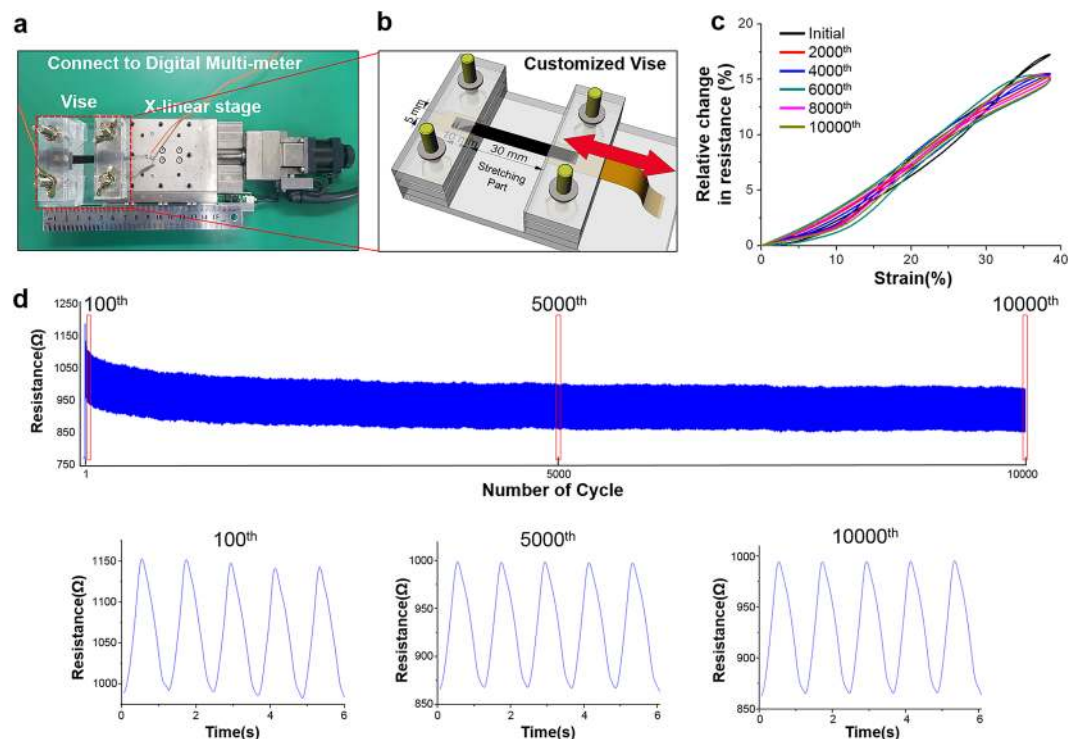 a
Connect to Digital Multi-meter
Vise
X-linear stage
b
Customized Vise
5 mm
10 mm
30 mm
Stretching
Part
c
Relative change
in resistance (%)
20
15
10
5
0
Initial
2000th
4000th
6000th
8000th
10000th
0 10 20 30 40
Strain(%)
d
100th
5000th
10000th
Resistance(Ω)
1250
1150
1050
950
850
750
1 5000 10000
Number of Cycle
100th
Resistance(Ω)
1150
1100
1050
1000
0 2 4 6
Time(s)
5000th
Resistance(Ω)
1000
950
900
850
0 2 4 6
Time(s)
10000th
Resistance(Ω)
1000
950
900
850
0 2 4 6
Time(s)